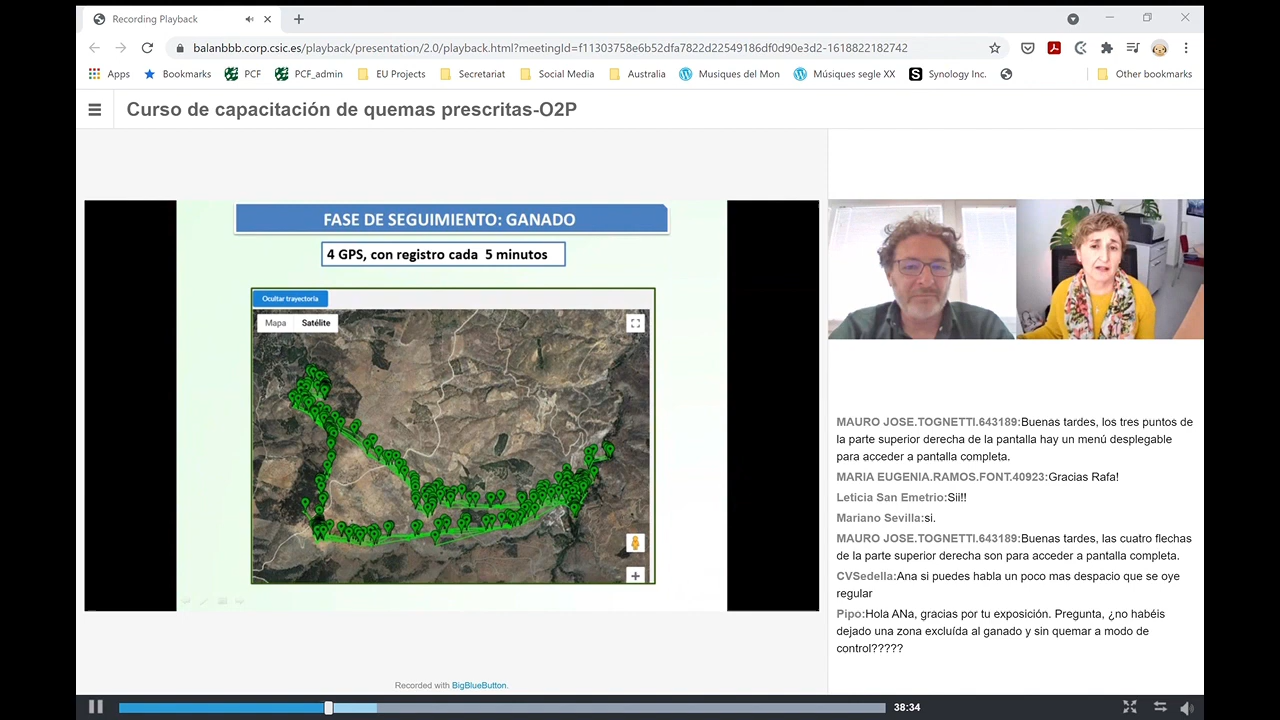 Recording Playback
balanbbb.corp.csic.es/playback/presentation/2.0/playback.html?meetingId=f11303758e6b52dfa7822d22549186df0d90e3d2-1618822182742
Apps Bookmarks PCF PCF_admin EU Projects Secretariat Social Media Australia Musiques del Mon Músiques segle XX Synology Inc. Other bookmarks
Curso de capacitación de quemas prescritas-O2P
FASE DE SEGUIMIENTO: GANADO
4 GPS, con registro cada 5 minutos
Ocultar trayectoria
Mapa Satélite
MAURO JOSE.TOGNETTI.643189:Buenas tardes, los tres puntos de
la parte superior derecha de la pantalla hay un menú desplegable
para acceder a pantalla completa.
MARIA EUGENIA.RAMOS.FONT.40923:Gracias Rafa!
Leticia San Emetrio:Sii!!
Mariano Sevilla:si.
MAURO JOSE.TOGNETTI.643189:Buenas tardes, las cuatro flechas
de la parte superior derecha son para acceder a pantalla completa.
CVSedella:Ana si puedes habla un poco mas despacio que se oye
regular
Pipo:Hola ANa, gracias por tu exposición. Pregunta, ¿no habéis
dejado una zona excluída al ganado y sin quemar a modo de
control?????
Recorded with BigBlueButton.
38:34